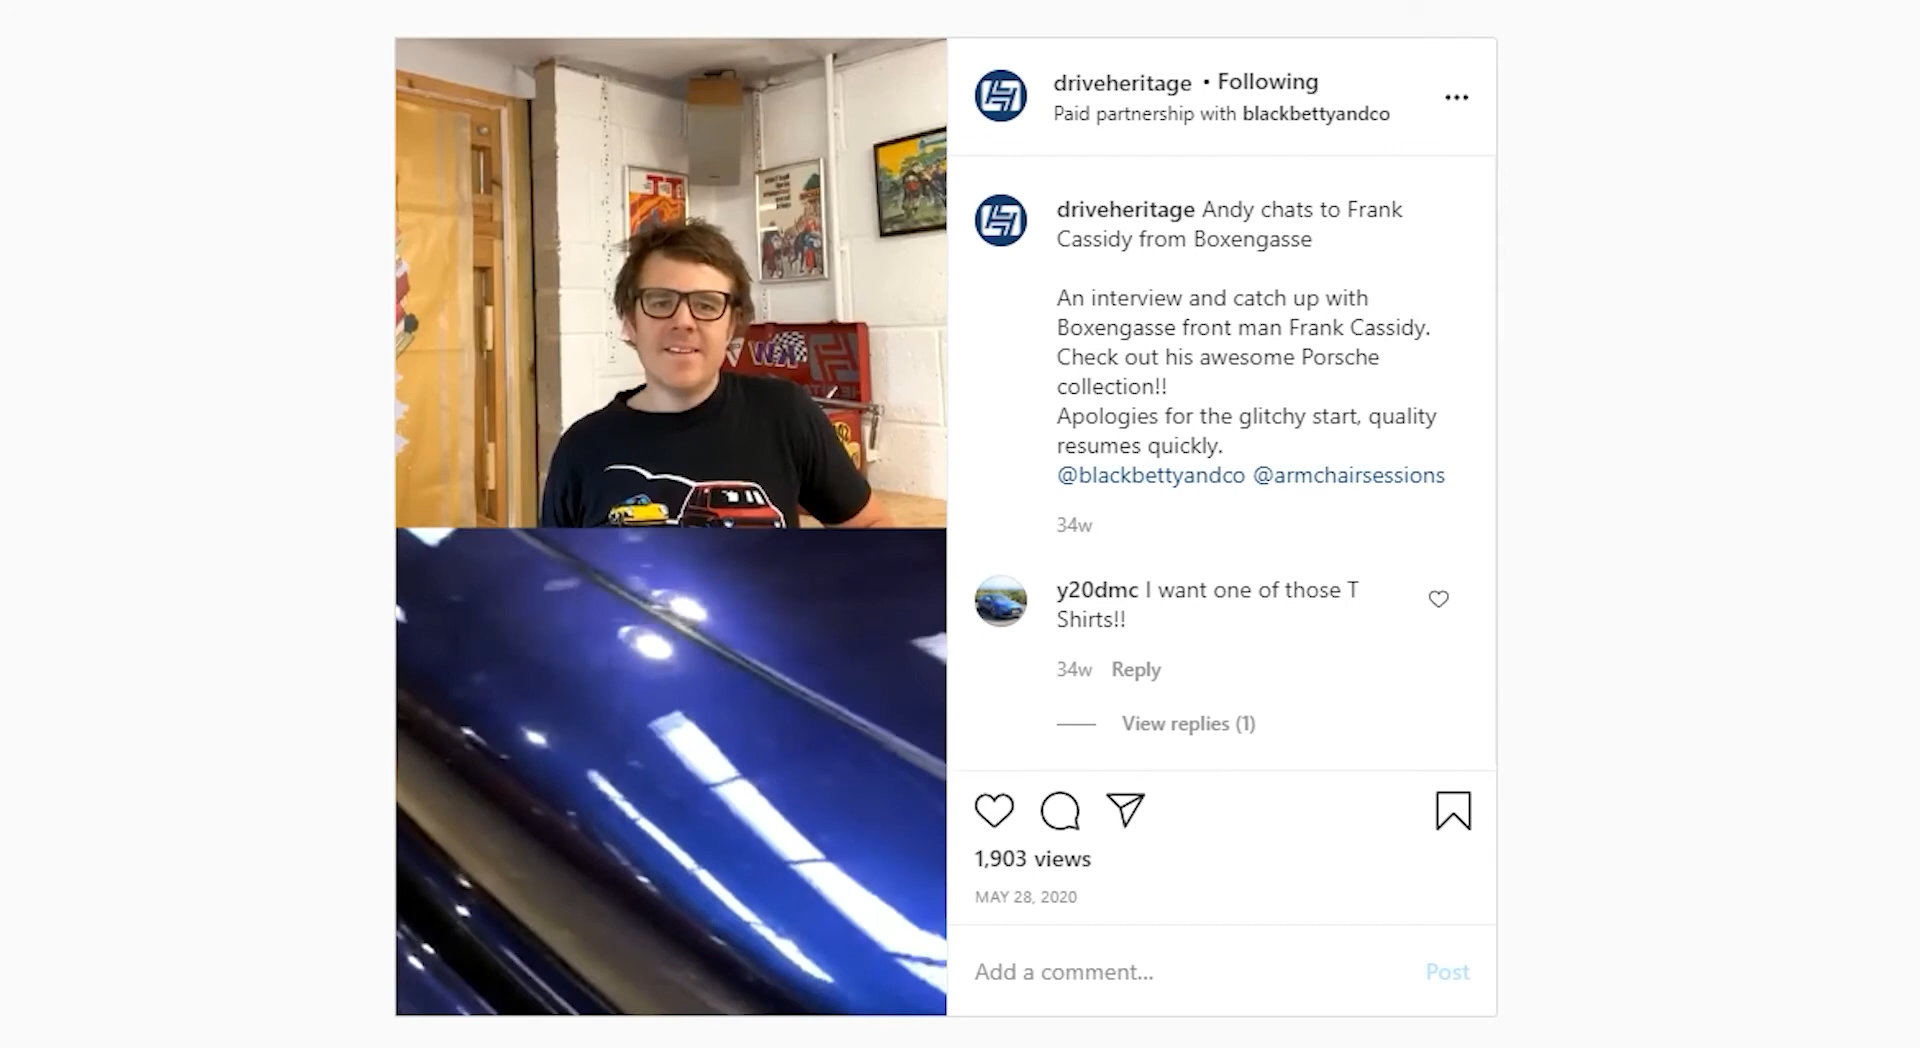 driveheritage • Following
Paid partnership with blackbettyandco
driveheritage Andy chats to Frank
Cassidy from Boxengasse
An interview and catch up with
Boxengasse front man Frank Cassidy.
Check out his awesome Porsche
collection!!
Apologies for the glitchy start, quality
resumes quickly.
@blackbettyandco @armchairsessions
34w
y20dmc I want one of those T
Shirts!!
34w Reply
View replies (1)
1,903 views
MAY 28, 2020
Add a comment... Post